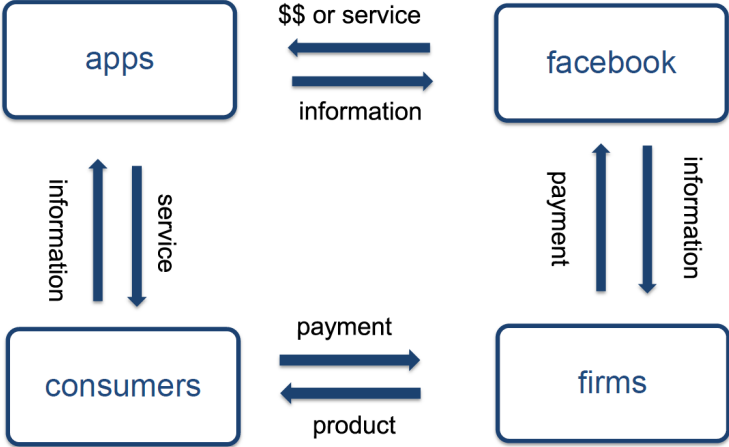 $$ or service
apps
facebook
information
information
service
payment
information
payment
consumers
firms
product